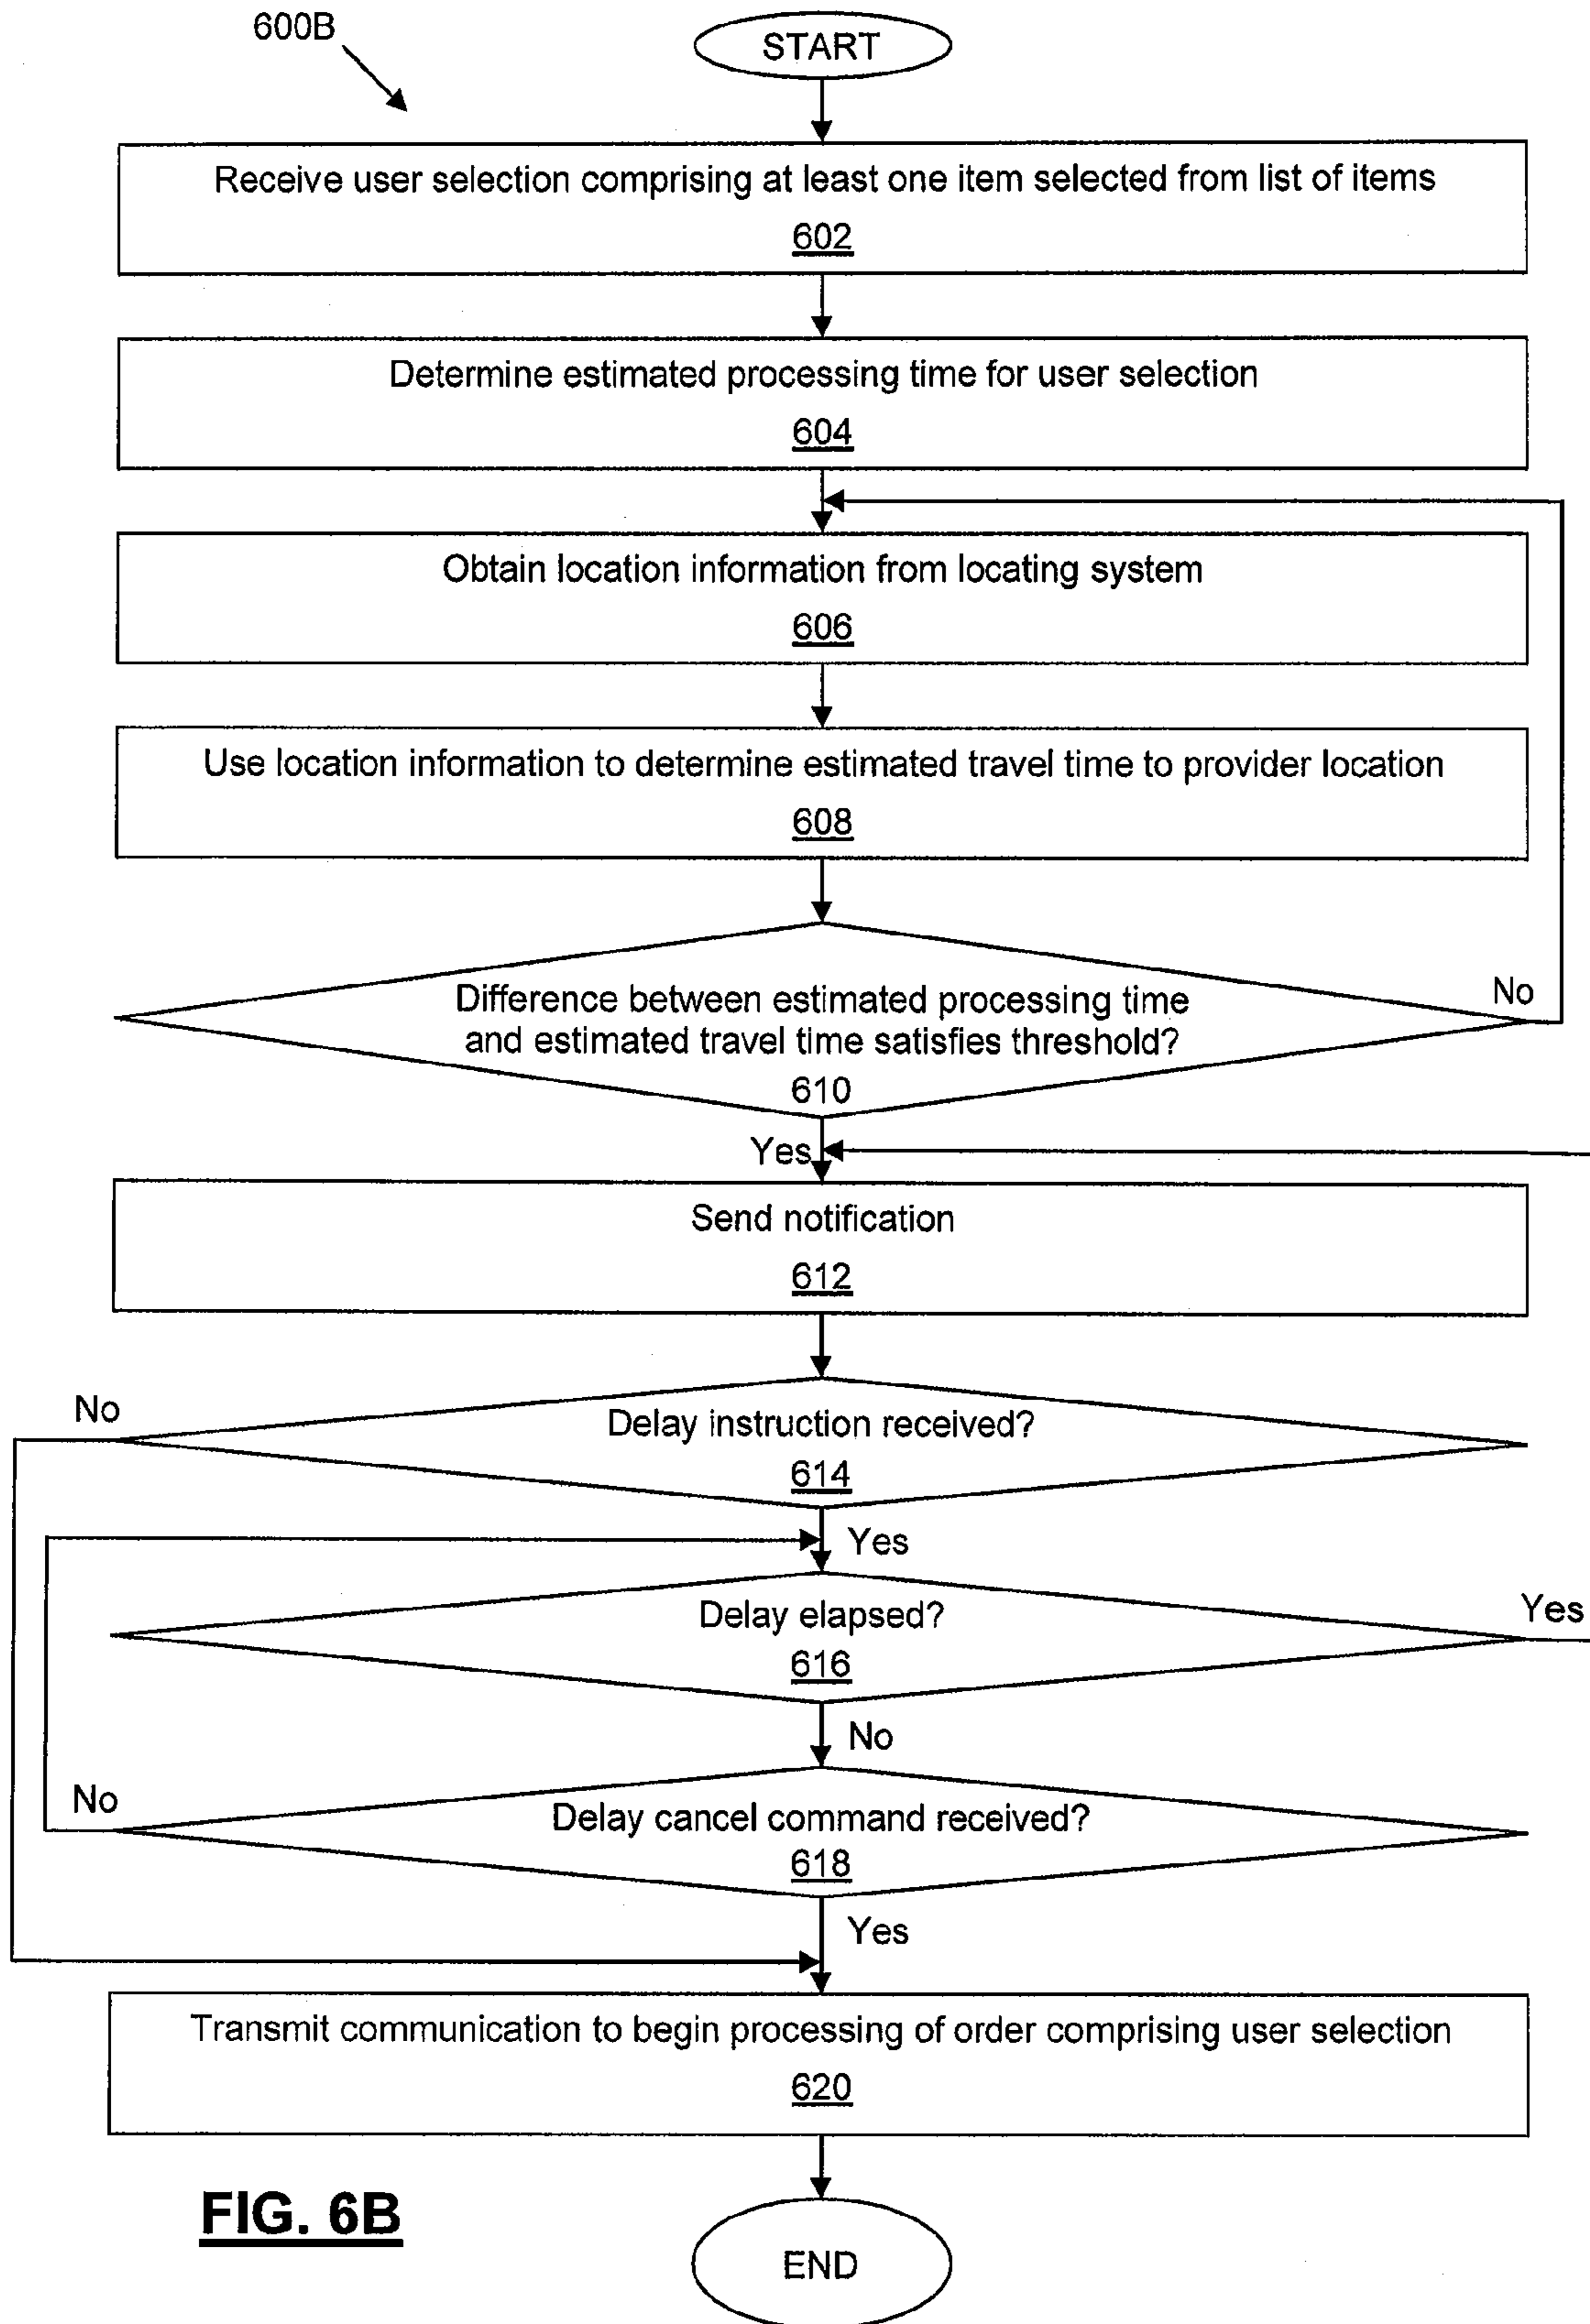 600B
START
Receive user selection comprising at least one item selected from list of items
602
Determine estimated processing time for user selection
604
Obtain location information from locating system
606
Use location information to determine estimated travel time to provider location
608
Difference between estimated processing time
and estimated travel time satisfies threshold?
610
No
Yes
Send notification
612
No
Delay instruction received?
614
Yes
Delay elapsed?
616
Yes
No
No
Delay cancel command received?
618
Yes
Transmit communication to begin processing of order comprising user selection
620
FIG. 6B
END